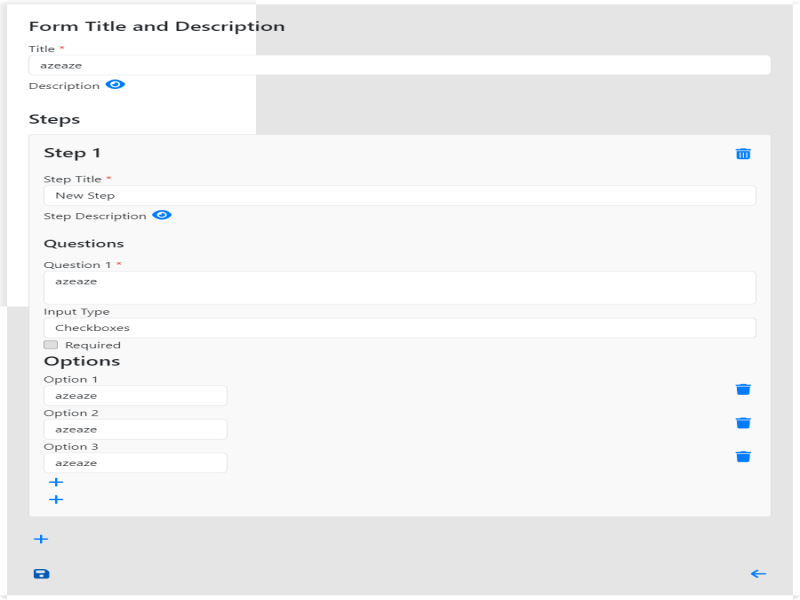 Form Title and Description
Title *
azeaze
Description
Steps
Step 1
Step Title *
New Step
Step Description
Questions
Question 1 *
azeaze
Input Type
Checkboxes
Required
Options
Option 1
azeaze
Option 2
azeaze
Option 3
azeaze